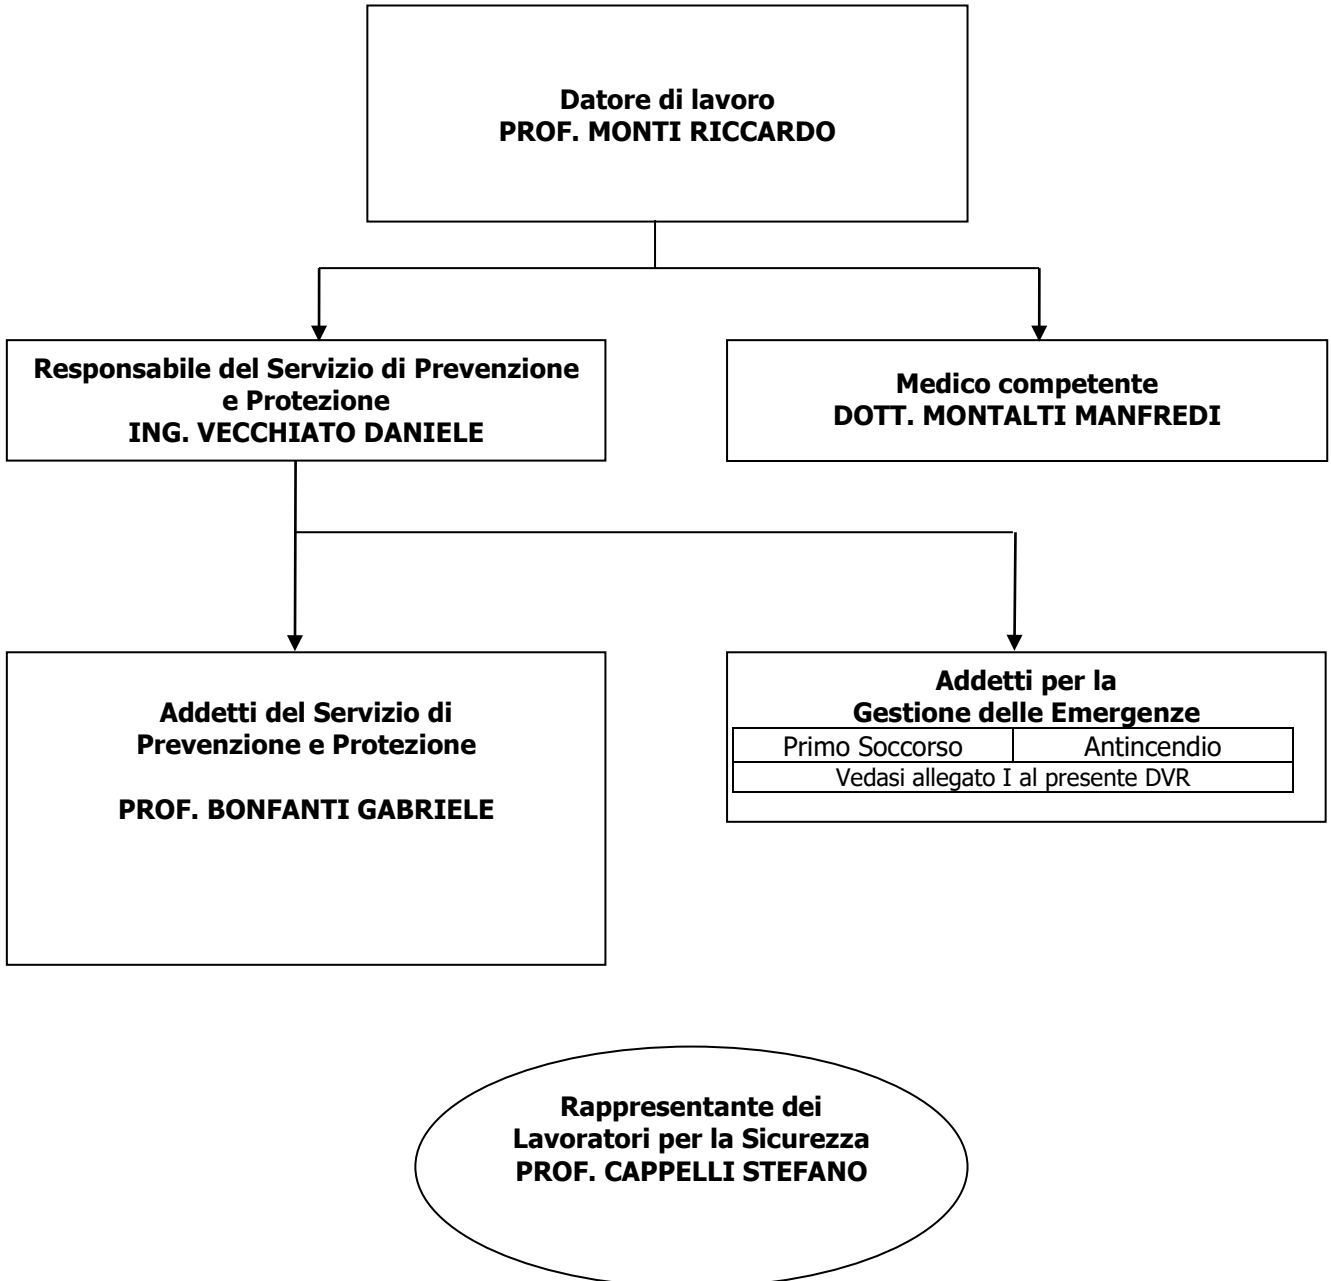 Datore di lavoro
PROF. MONTI RICCARDO
Responsabile del Servizio di Prevenzione
e Protezione
ING. VECCHIATO DANIELE
Medico competente
DOTT. MONTALTI MANFREDI
Addetti del Servizio di
Prevenzione e Protezione
PROF. BONFANTI GABRIELE
Addetti per la
Gestione delle Emergenze
Primo Soccorso Antincendio
Vedasi allegato I al presente DVR
Rappresentante dei
Lavoratori per la Sicurezza
PROF. CAPPELLI STEFANO